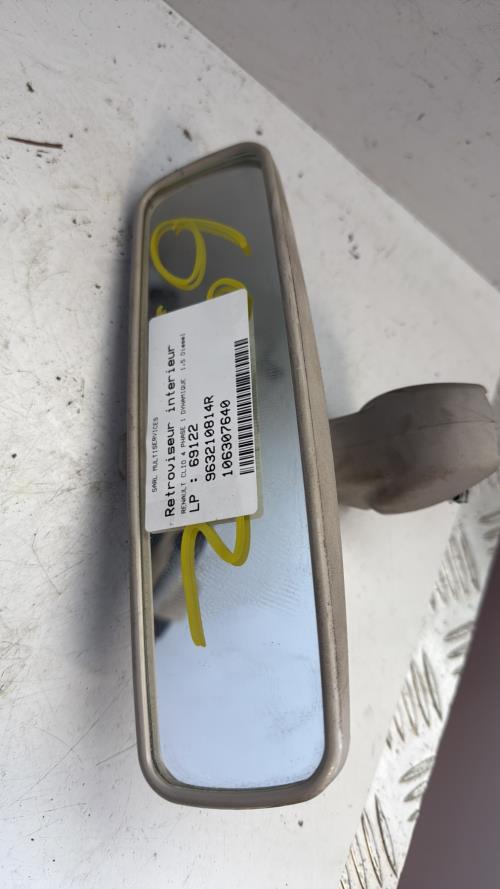 SARL MULTISERVICES
Retroviseur interieur
RENAULT CLIO 4 PHASE 1 DYNAMIQUE 1.5 Diesel
LP : 69122
963210814R
106307640